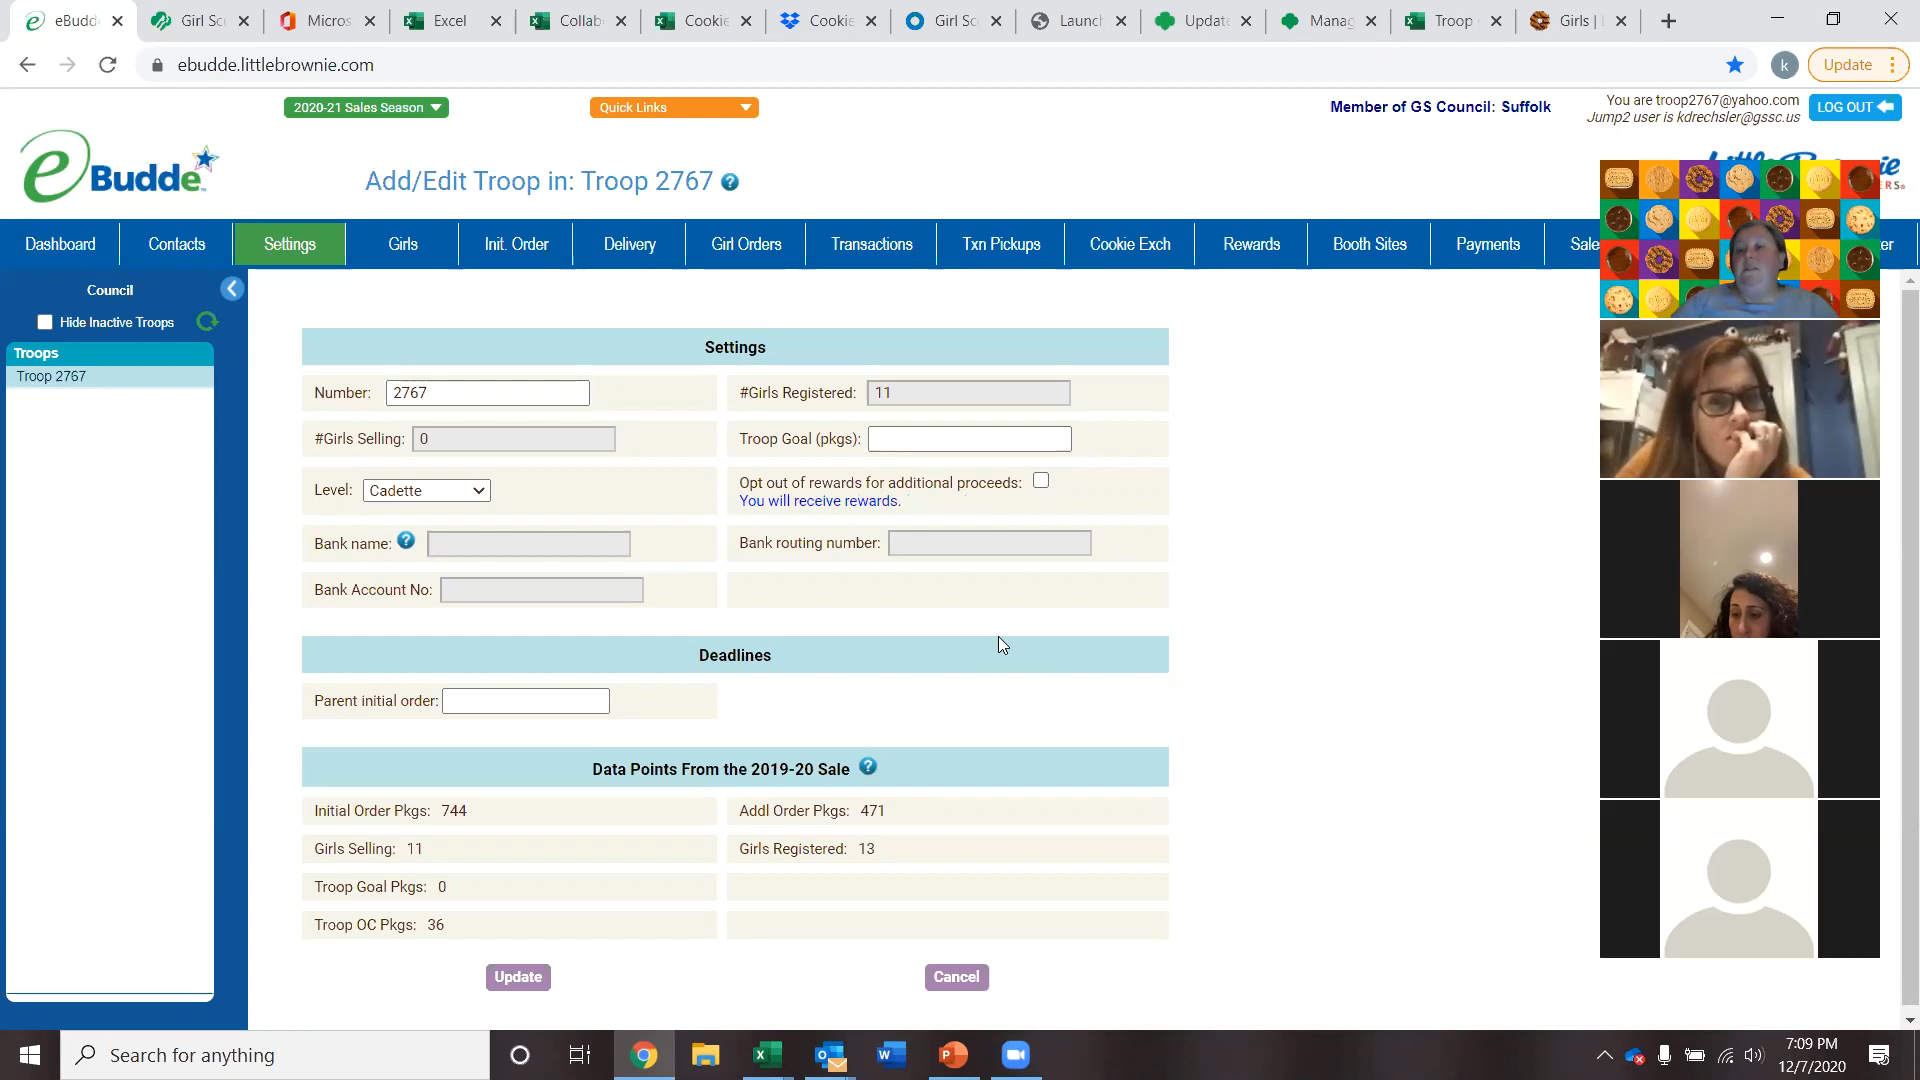 eBudd
Girl Sc
Micros
Excel
Collab
Cookie
Cookie
Girl Sc
Launc
Update
Manag
Troop
Girls |
ebudde.littlebrownie.com
k
Update
2020-21 Sales Season
Quick Links
Member of GS Council: Suffolk
You are troop2767@yahoo.com
Jump2 user is kdrechsler@gssc.us
LOG OUT
eBudde
Add/Edit Troop in: Troop 2767
Dashboard
Contacts
Settings
Girls
Init. Order
Delivery
Girl Orders
Transactions
Txn Pickups
Cookie Exch
Rewards
Booth Sites
Payments
Sale
er
Council
Hide Inactive Troops
Troops
Troop 2767
Settings
Number: 2767
#Girls Registered: 11
#Girls Selling: 0
Troop Goal (pkgs):
Level: Cadette
Opt out of rewards for additional proceeds:
You will receive rewards.
Bank name:
Bank routing number:
Bank Account No:
Deadlines
Parent initial order:
Data Points From the 2019-20 Sale
Initial Order Pkgs: 744
Addl Order Pkgs: 471
Girls Selling: 11
Girls Registered: 13
Troop Goal Pkgs: 0
Troop OC Pkgs: 36
Update
Cancel
Search for anything
7:09 PM
12/7/2020